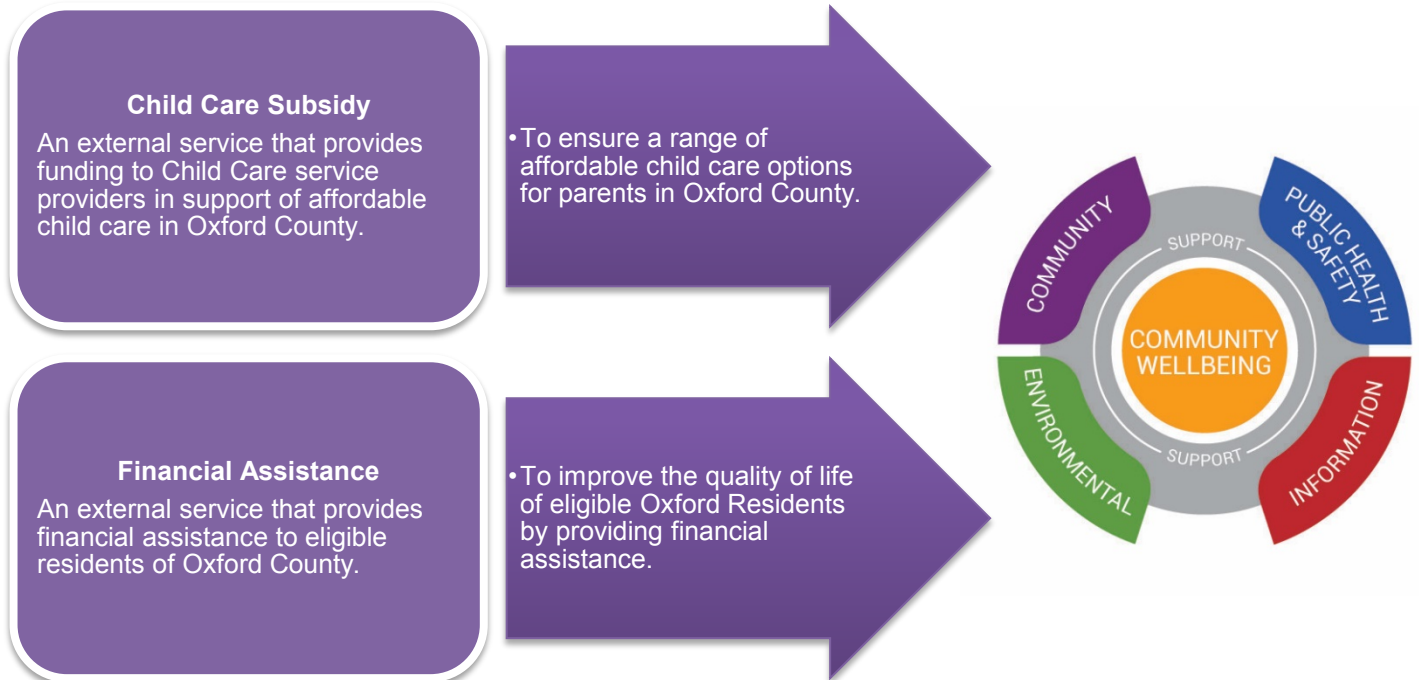 Child Care Subsidy
An external service that provides
funding to Child Care service
providers in support of affordable
child care in Oxford County.
•To ensure a range of
affordable child care options
for parents in Oxford County.
Financial Assistance
An external service that provides
financial assistance to eligible
residents of Oxford County.
•To improve the quality of life
of eligible Oxford Residents
by providing financial
assistance.
COMMUNITY
PUBLIC HEALTH
& SAFETY
SUPPORT
COMMUNITY
WELLBEING
SUPPORT
ENVIRONMENTAL
INFORMATION